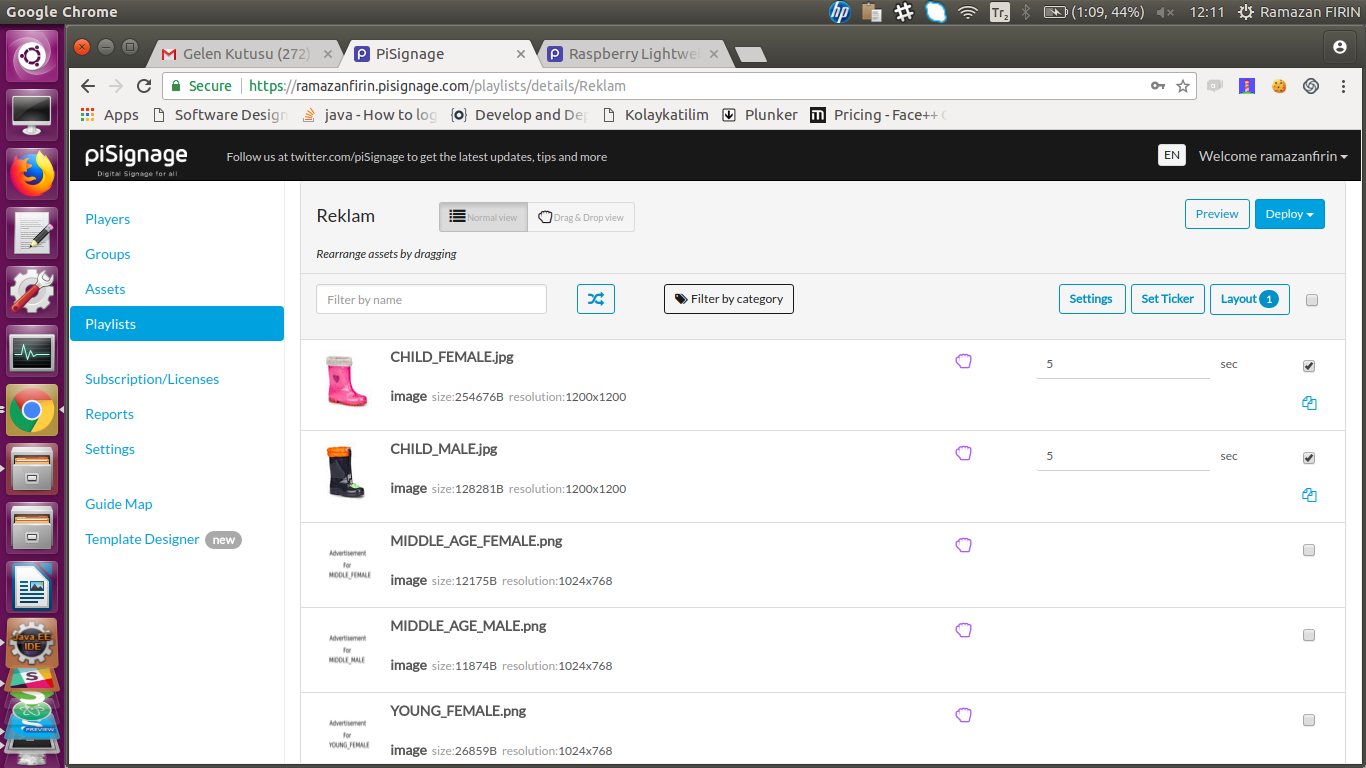 Google Chrome
Tr2
(1:09, 44%)
12:11
Ramazan FIRIN
Gelen Kutusu (272)
PiSignage
Raspberry Lightwe
Secure
https://ramazanfirin.pisignage.com/playlists/details/Reklam
Apps
Software Design
java - How to log
Develop and De
Kolaykatilim
Plunker
Pricing - Face++ C
piSignage
Digital Signage for all
Follow us at twitter.com/piSignage to get the latest updates, tips and more
EN
Welcome ramazanfirin
Players
Groups
Assets
Playlists
Subscription/Licenses
Reports
Settings
Guide Map
Template Designer new
Reklam
Normal view
Drag & Drop view
Preview
Deploy
Rearrange assets by dragging
Filter by name
Filter by category
Settings
Set Ticker
Layout 1
CHILD_FEMALE.jpg
5 sec
image size:254676B resolution:1200x1200
CHILD_MALE.jpg
5 sec
image size:128281B resolution:1200x1200
MIDDLE_AGE_FEMALE.png
Advertisement
For
MIDDLE_FEMALE
image size:12175B resolution:1024x768
MIDDLE_AGE_MALE.png
Advertisement
For
MIDDLE_MALE
image size:11874B resolution:1024x768
YOUNG_FEMALE.png
Advertisement
For
YOUNG_FEMALE
image size:26859B resolution:1024x768
Java EE
IDE